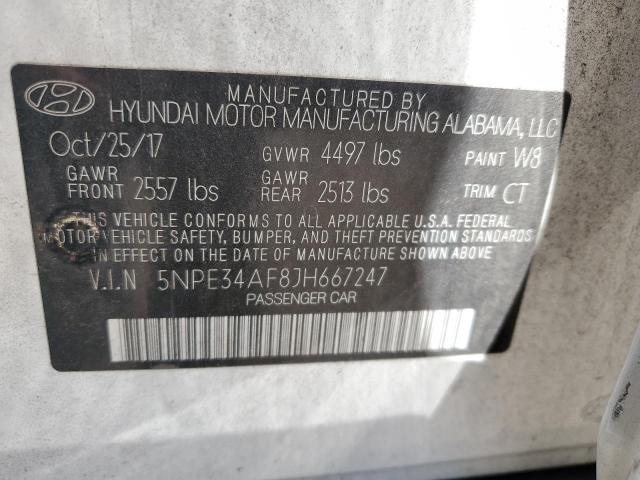 MANUFACTURED BY
HYUNDAI MOTOR MANUFACTURING ALABAMA, LLC
Oct/25/17 GVWR 4497 lbs PAINT W8
GAWR FRONT 2557 lbs GAWR REAR 2513 lbs TRIM CT
THIS VEHICLE CONFORMS TO ALL APPLICABLE U.S.A. FEDERAL
MOTOR VEHICLE SAFETY, BUMPER, AND THEFT PREVENTION STANDARDS
IN EFFECT ON THE DATE OF MANUFACTURE SHOWN ABOVE.
V.I.N 5NPE34AF8JH667247
PASSENGER CAR